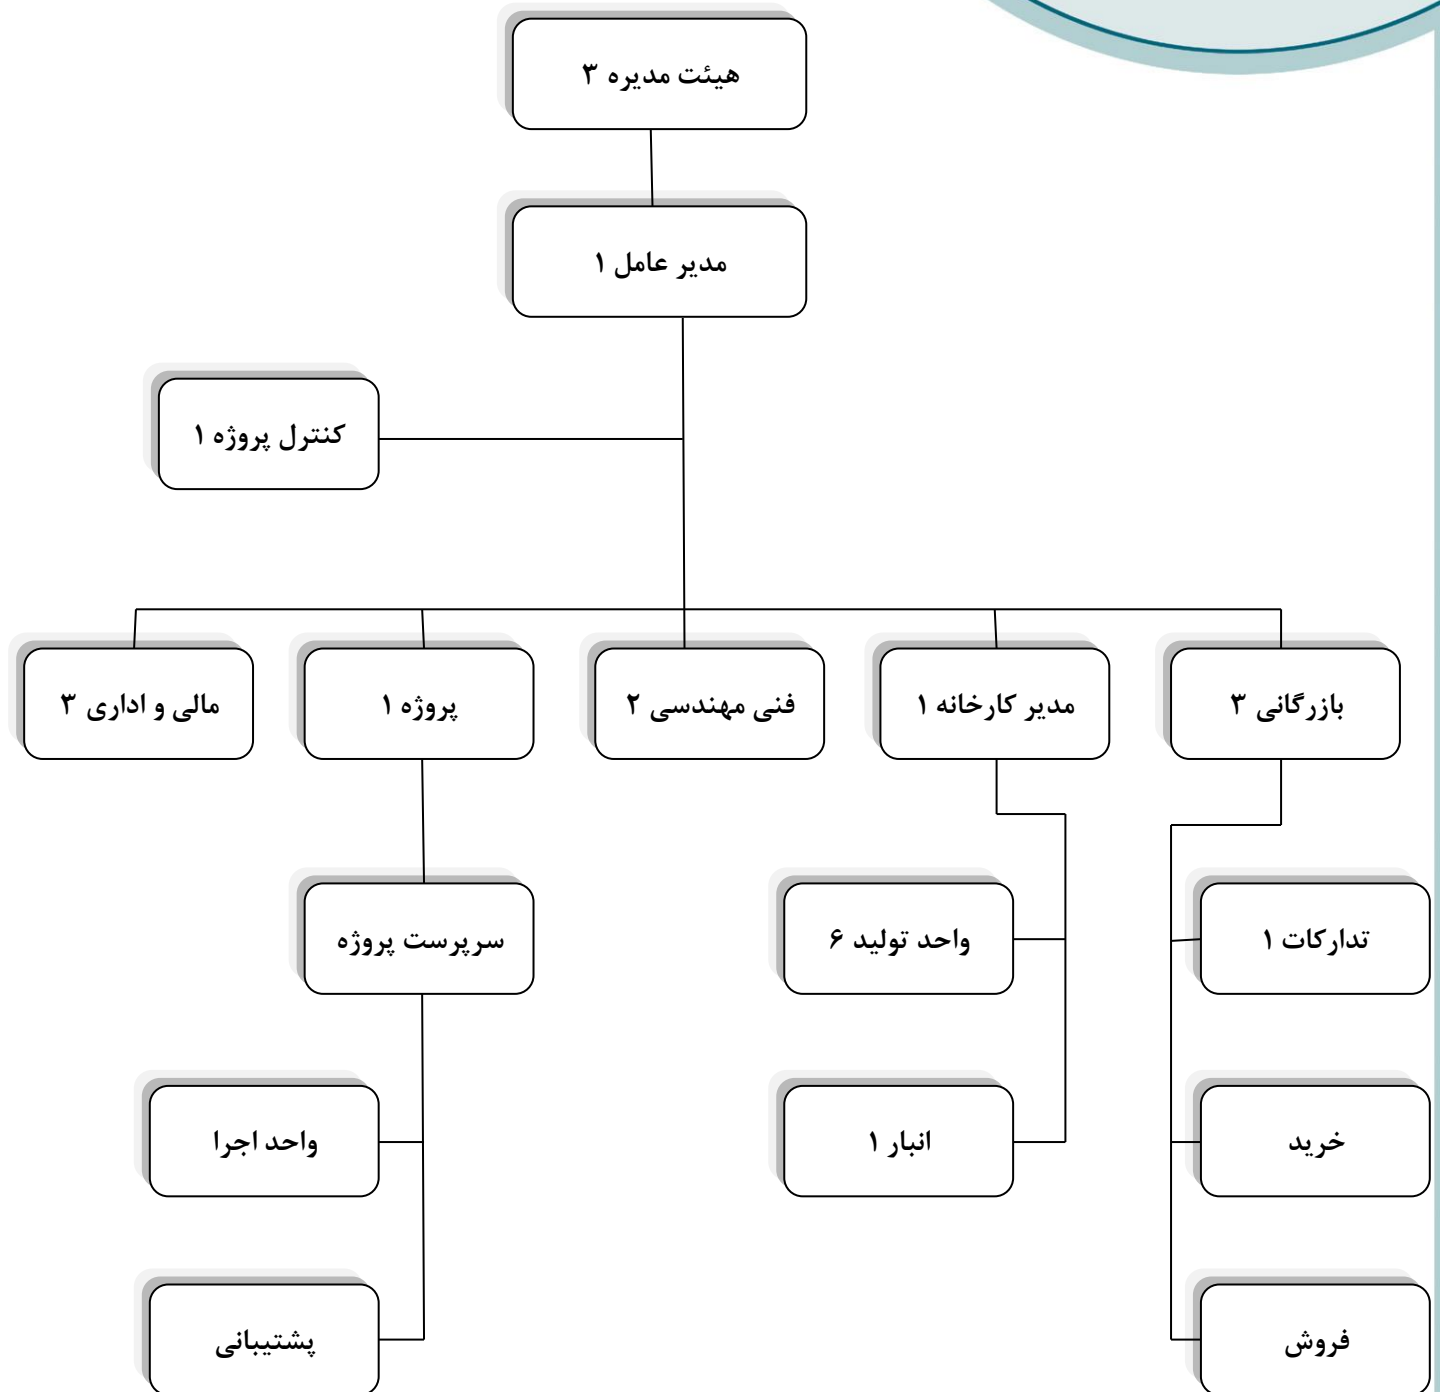 هیئت مدیره ۳
مدیر عامل ۱
کنترل پروژه ۱
بازرگانی ۳
مدیر کارخانه ۱
فنی مهندسی ۲
پروژه ۱
مالی و اداری ۳
تدارکات ۱
واحد تولید ۶
سرپرست پروژه
خرید
انبار ۱
واحد اجرا
فروش
پشتیبانی